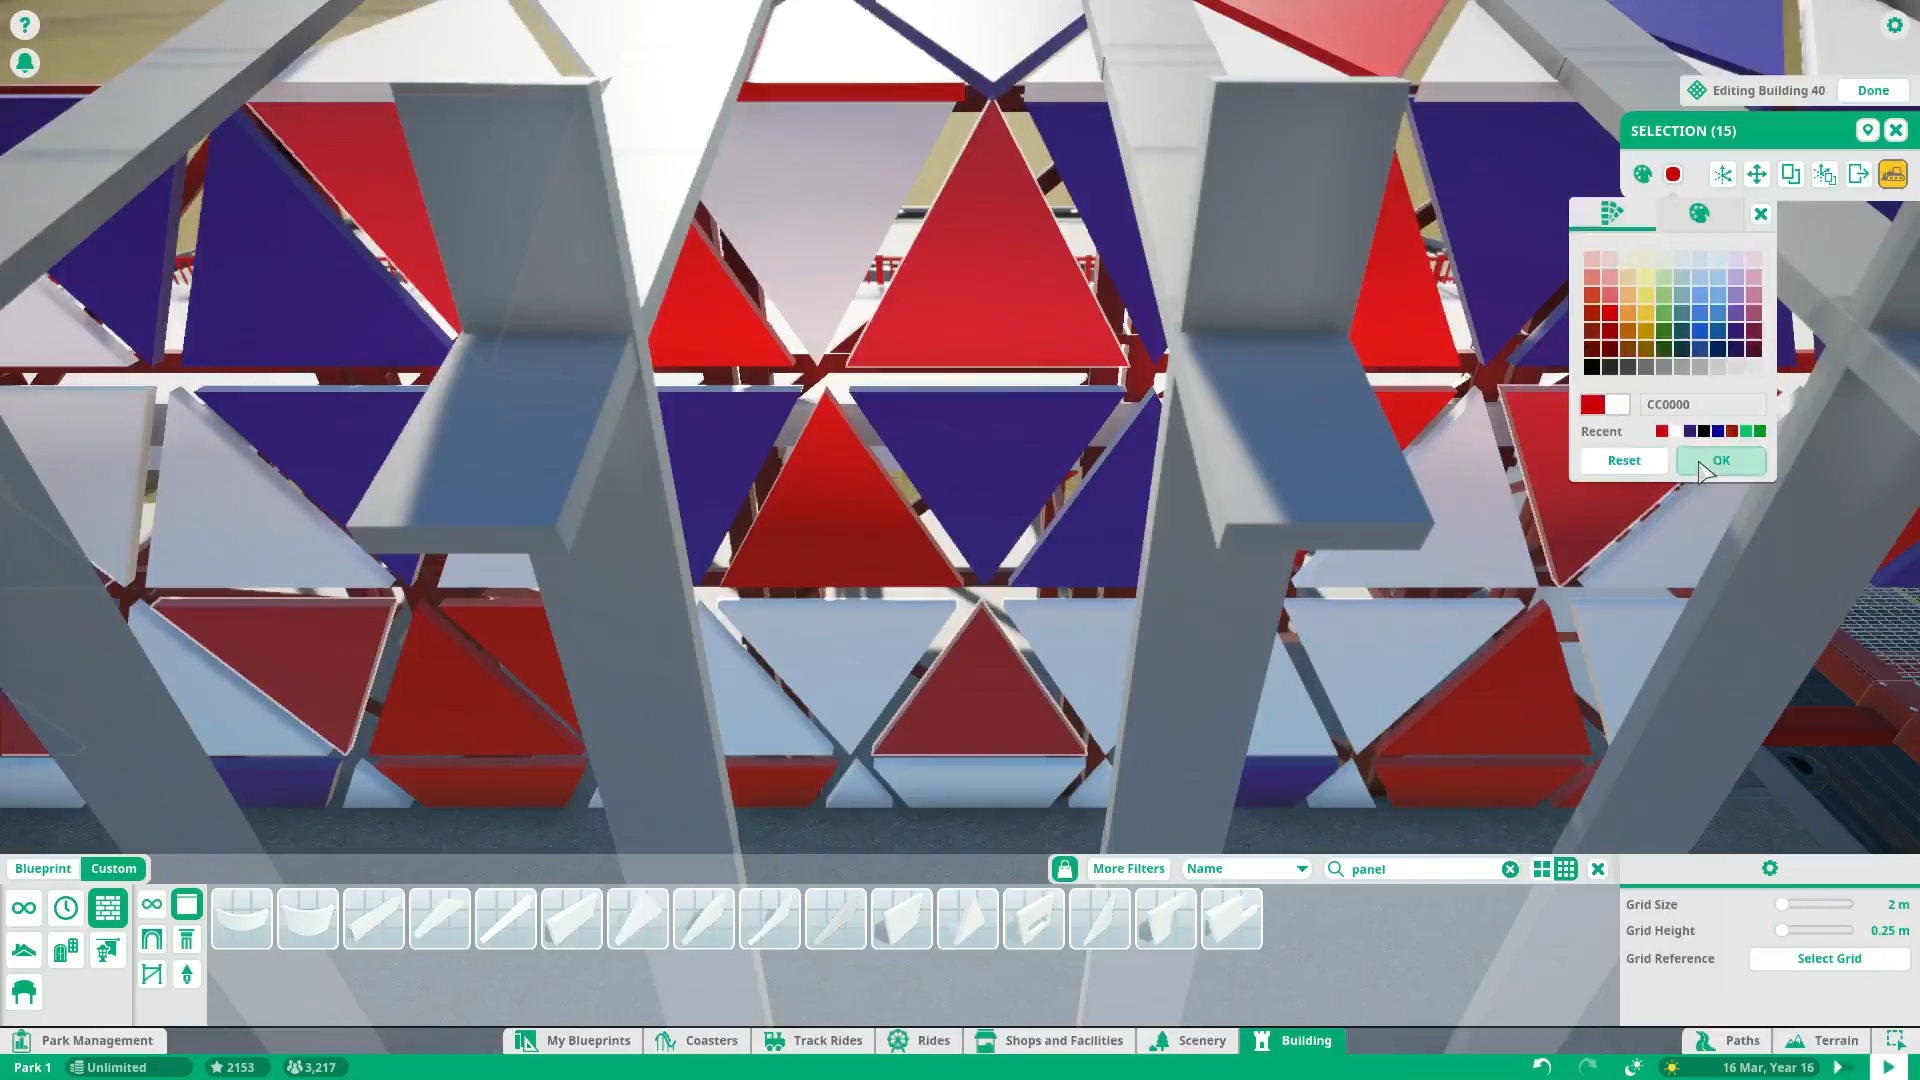 ?
Editing Building 40
Done
SELECTION (15)
CC0000
Recent
Reset
OK
Blueprint
Custom
More Filters
Name
panel
Grid Size
2 m
Grid Height
0.25 m
Grid Reference
Select Grid
Park Management
My Blueprints
Coasters
Track Rides
Rides
Shops and Facilities
Scenery
Building
Paths
Terrain
Park 1
Unlimited
2153
3,217
16 Mar, Year 16